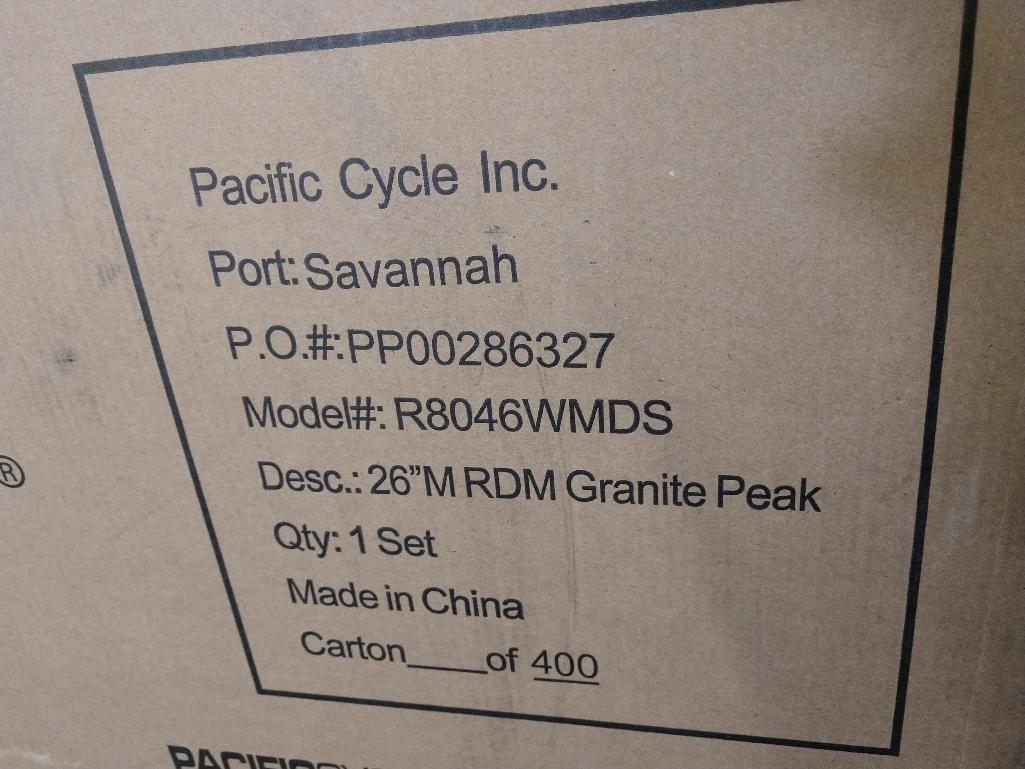 Pacific Cycle Inc.
Port:Savannah
P.O.#:PP00286327
Model#: R8046WMDS
Desc.: 26”M RDM Granite Peak
Qty: 1 Set
Made in China
Carton____of 400
®